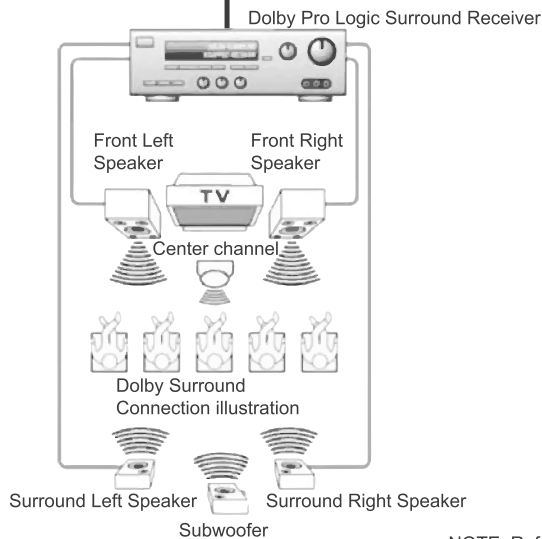 Dolby Pro Logic Surround Receiver
Front Left
Speaker
Front Right
Speaker
TV
Center channel
Dolby Surround
Connection illustration
Surround Left Speaker
Surround Right Speaker
Subwoofer
NOTE